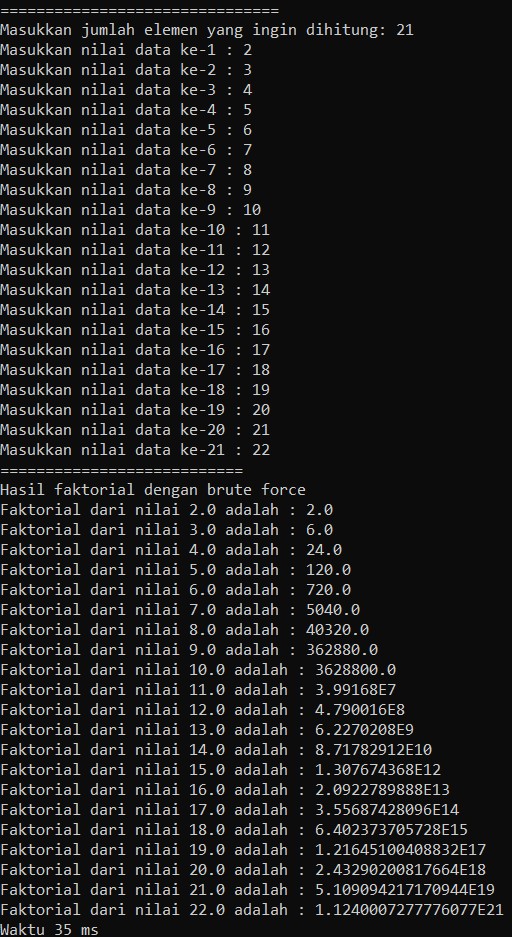 ===============================
Masukkan jumlah elemen yang ingin dihitung: 21
Masukkan nilai data ke-1 : 2
Masukkan nilai data ke-2 : 3
Masukkan nilai data ke-3 : 4
Masukkan nilai data ke-4 : 5
Masukkan nilai data ke-5 : 6
Masukkan nilai data ke-6 : 7
Masukkan nilai data ke-7 : 8
Masukkan nilai data ke-8 : 9
Masukkan nilai data ke-9 : 10
Masukkan nilai data ke-10 : 11
Masukkan nilai data ke-11 : 12
Masukkan nilai data ke-12 : 13
Masukkan nilai data ke-13 : 14
Masukkan nilai data ke-14 : 15
Masukkan nilai data ke-15 : 16
Masukkan nilai data ke-16 : 17
Masukkan nilai data ke-17 : 18
Masukkan nilai data ke-18 : 19
Masukkan nilai data ke-19 : 20
Masukkan nilai data ke-20 : 21
Masukkan nilai data ke-21 : 22
===========================
Hasil faktorial dengan brute force
Faktorial dari nilai 2.0 adalah : 2.0
Faktorial dari nilai 3.0 adalah : 6.0
Faktorial dari nilai 4.0 adalah : 24.0
Faktorial dari nilai 5.0 adalah : 120.0
Faktorial dari nilai 6.0 adalah : 720.0
Faktorial dari nilai 7.0 adalah : 5040.0
Faktorial dari nilai 8.0 adalah : 40320.0
Faktorial dari nilai 9.0 adalah : 362880.0
Faktorial dari nilai 10.0 adalah : 3628800.0
Faktorial dari nilai 11.0 adalah : 3.99168E7
Faktorial dari nilai 12.0 adalah : 4.790016E8
Faktorial dari nilai 13.0 adalah : 6.2270208E9
Faktorial dari nilai 14.0 adalah : 8.71782912E10
Faktorial dari nilai 15.0 adalah : 1.307674368E12
Faktorial dari nilai 16.0 adalah : 2.0922789888E13
Faktorial dari nilai 17.0 adalah : 3.55687428096E14
Faktorial dari nilai 18.0 adalah : 6.402373705728E15
Faktorial dari nilai 19.0 adalah : 1.21645100408832E17
Faktorial dari nilai 20.0 adalah : 2.43290200817664E18
Faktorial dari nilai 21.0 adalah : 5.109094217170944E19
Faktorial dari nilai 22.0 adalah : 1.1240007277776077E21
Waktu 35 ms